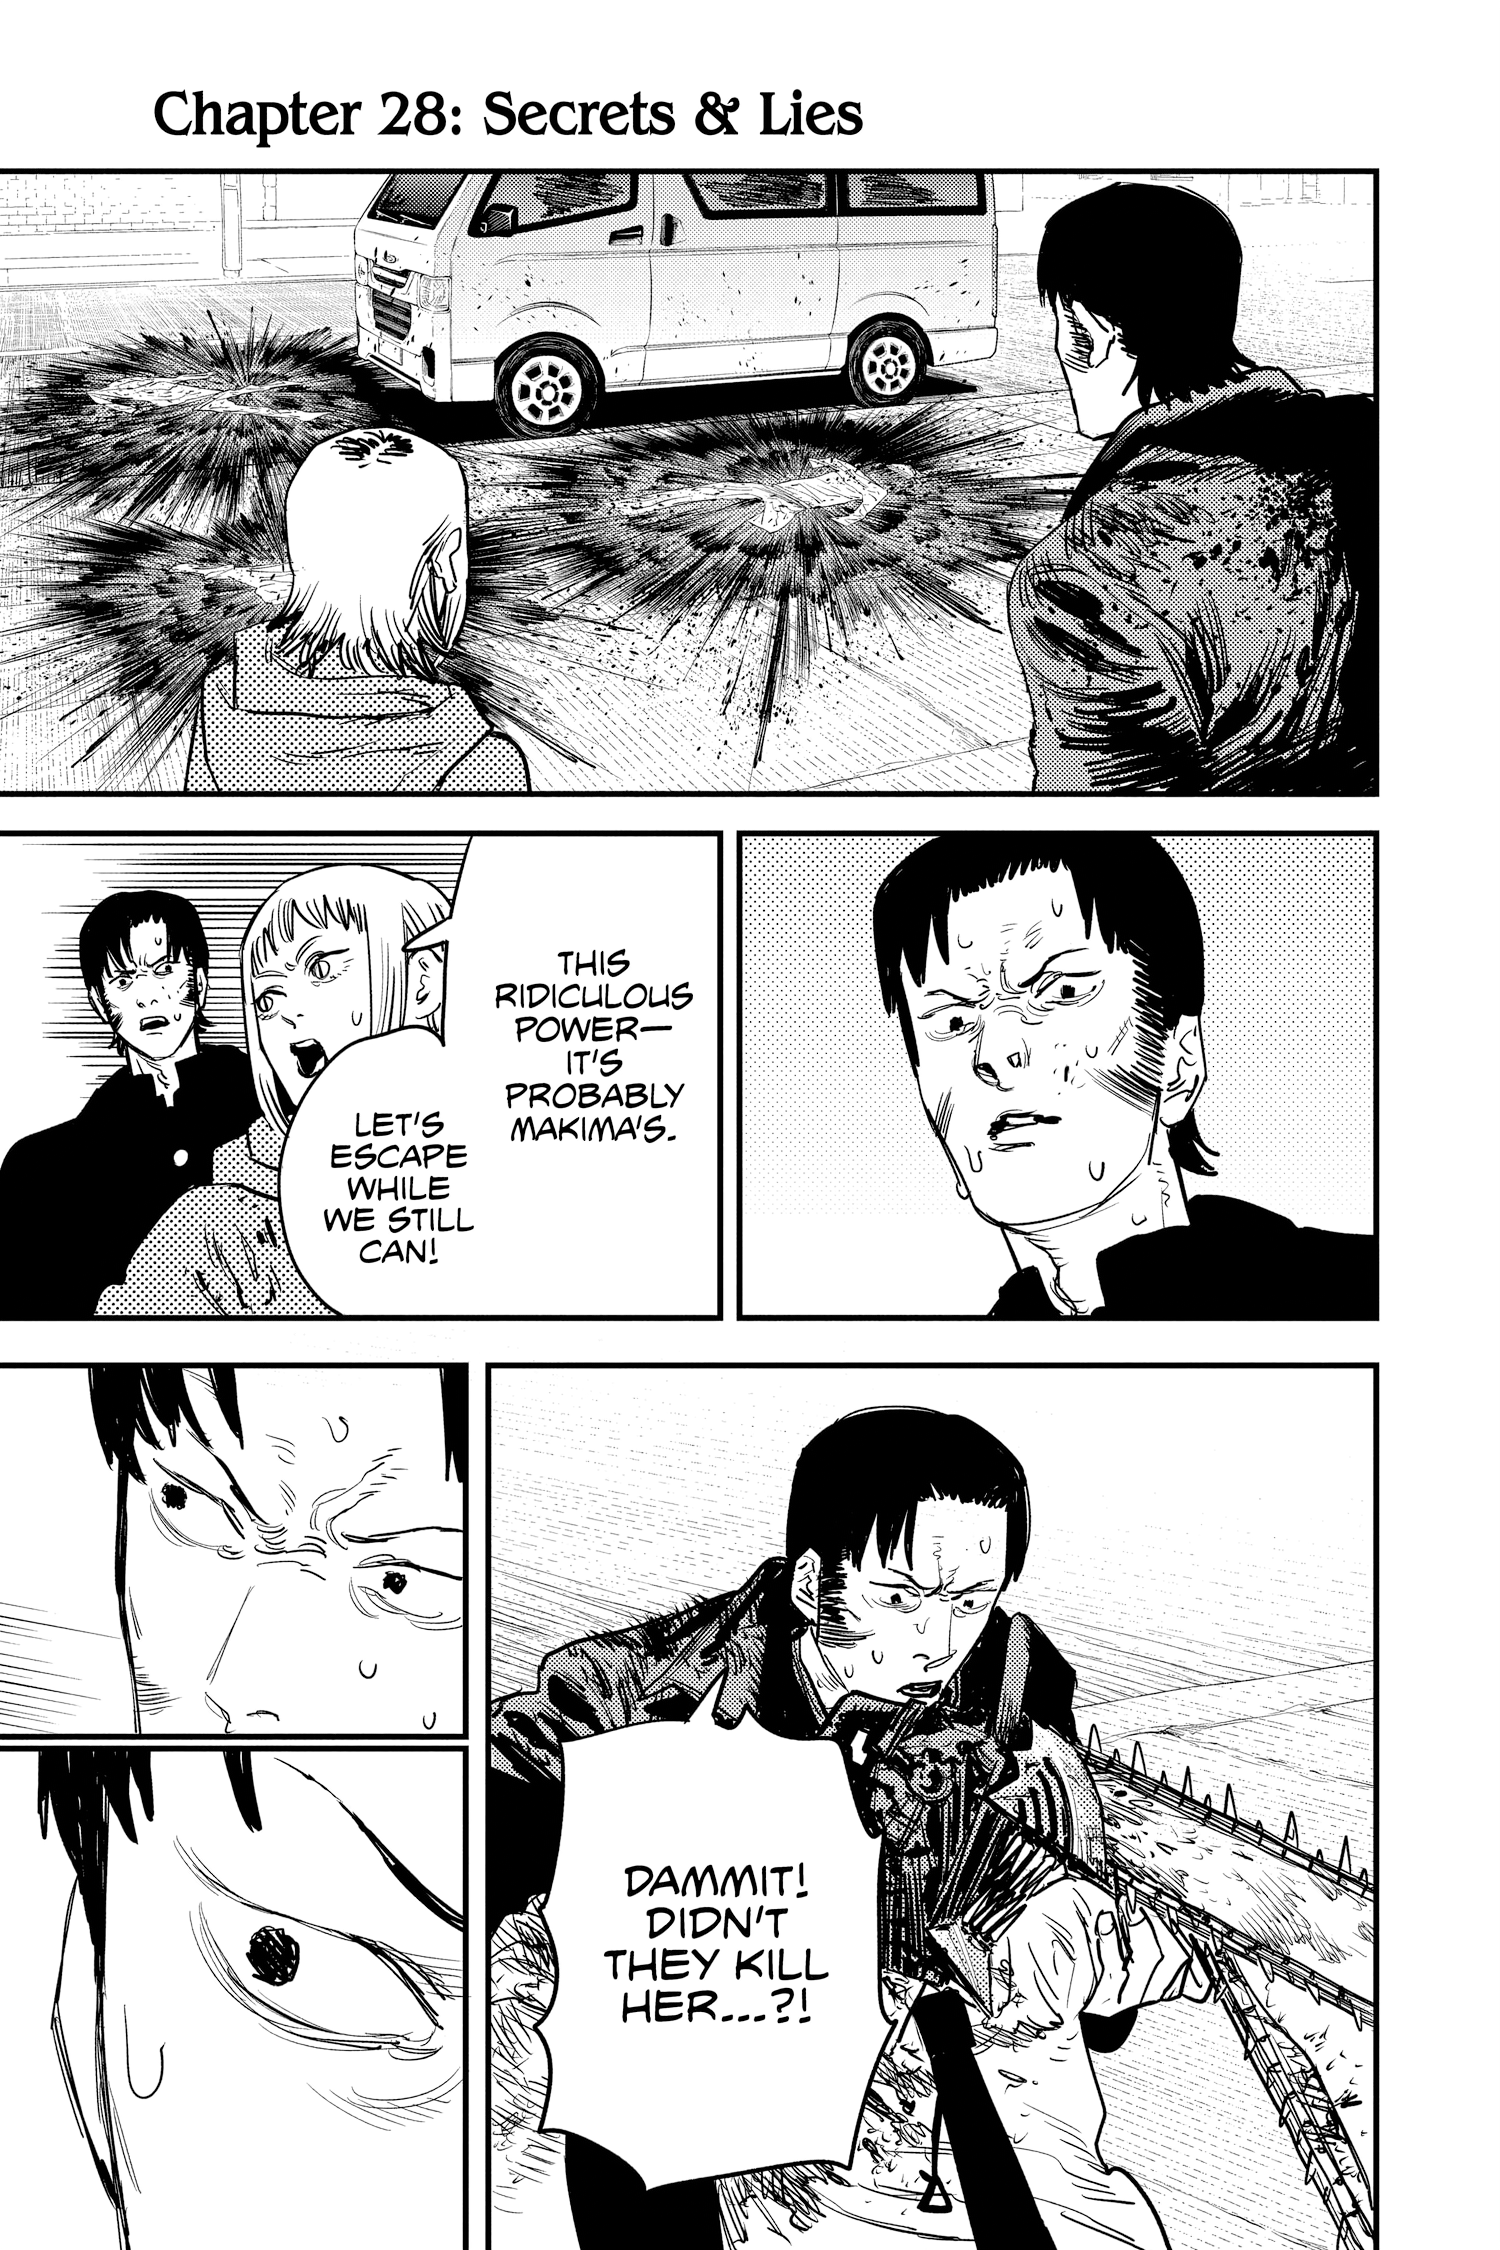 Chapter 28: Secrets & Lies
THIS
RIDICULOUS
POWER—
IT'S
PROBABLY
MAKIMA'S.
LET'S
ESCAPE
WHILE
WE STILL
CAN!
DAMMIT!
DIDN'T
THEY KILL
HER...?!